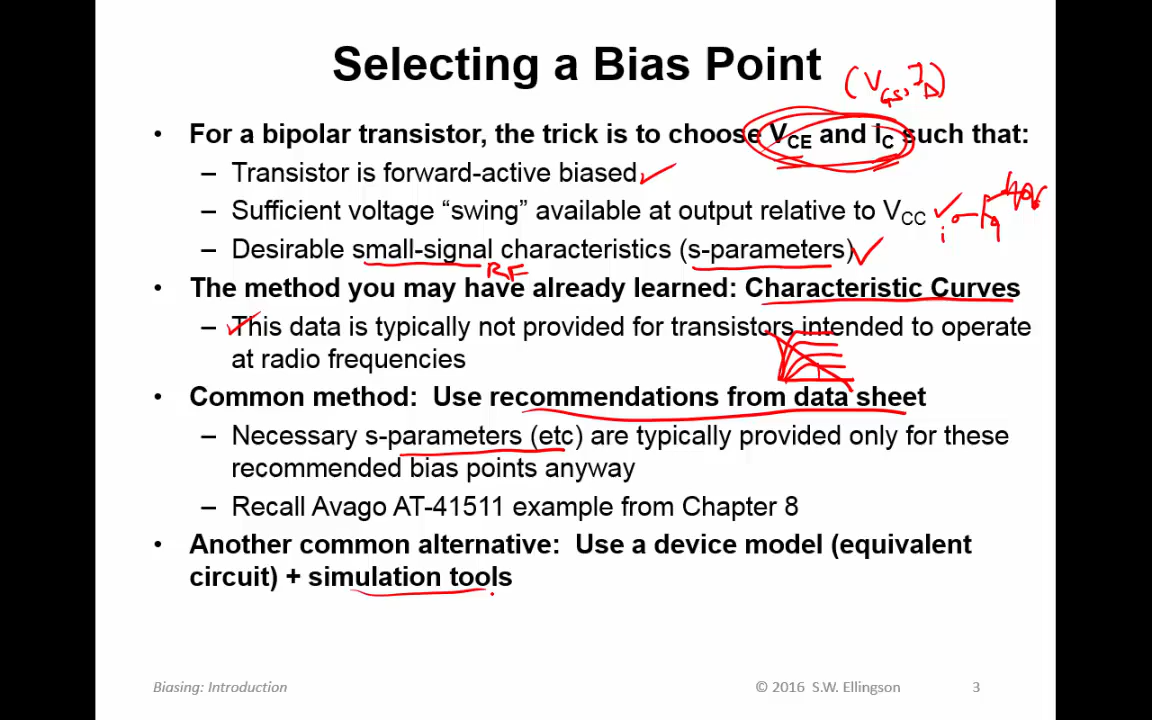 Selecting a Bias Point
(V_GS, I_D)
• For a bipolar transistor, the trick is to choose V_CE and I_C such that:
– Transistor is forward-active biased
– Sufficient voltage “swing” available at output relative to V_CC
i
– Desirable small-signal characteristics (s-parameters)
RF
• The method you may have already learned: Characteristic Curves
– This data is typically not provided for transistors intended to operate
at radio frequencies
• Common method: Use recommendations from data sheet
– Necessary s-parameters (etc) are typically provided only for these
recommended bias points anyway
– Recall Avago AT-41511 example from Chapter 8
• Another common alternative: Use a device model (equivalent
circuit) + simulation tools
Biasing: Introduction © 2016 S.W. Ellingson 3